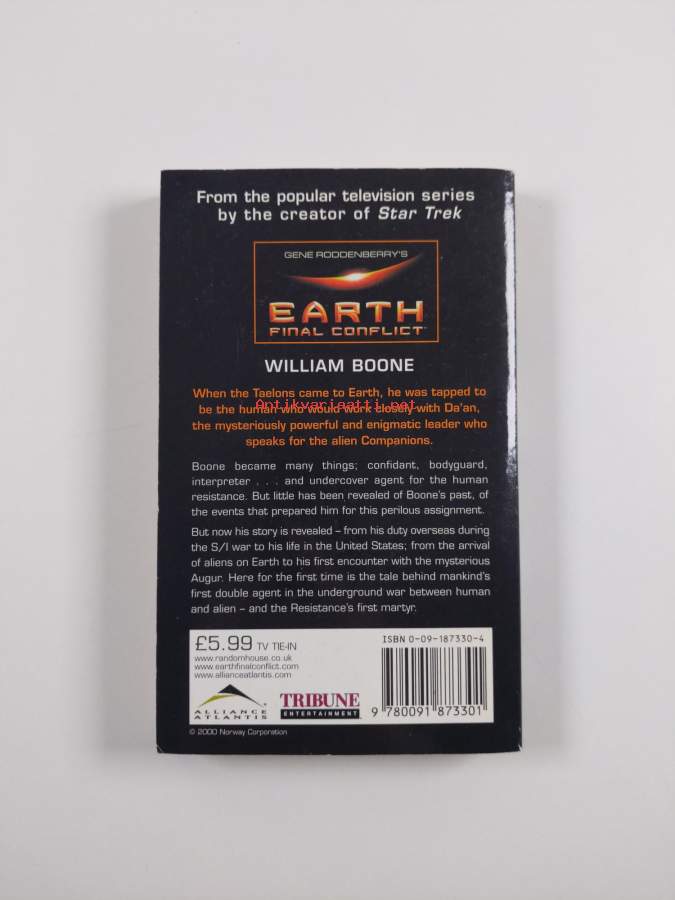 From the popular television series
by the creator of Star Trek
GENE RODDENBERRY'S
EARTH
FINAL CONFLICT™
WILLIAM BOONE
When the Taelons came to Earth, he was tapped to
Antikvariaatti.net
be the human who would work closely with Da'an,
the mysteriously powerful and enigmatic leader who
speaks for the alien Companions.
Boone became many things; confidant, bodyguard,
interpreter . . . and undercover agent for the human
resistance. But little has been revealed of Boone's past, of
the events that prepared him for this perilous assignment.
But now his story is revealed – from his duty overseas during
the S/I war to his life in the United States; from the arrival
of aliens on Earth to his first encounter with the mysterious
Augur. Here for the first time is the tale behind mankind's
first double agent in the underground war between human
and alien – and the Resistance's first martyr.
£5.99 TV TIE-IN
www.randomhouse.co.uk
www.earthfinalconflict.com
www.allianceatlantis.com
ALLIANCE
ATLANTIS
TRIBUNE
ENTERTAINMENT
ISBN 0-09-187330-4
9 780091 873301
© 2000 Norway Corporation